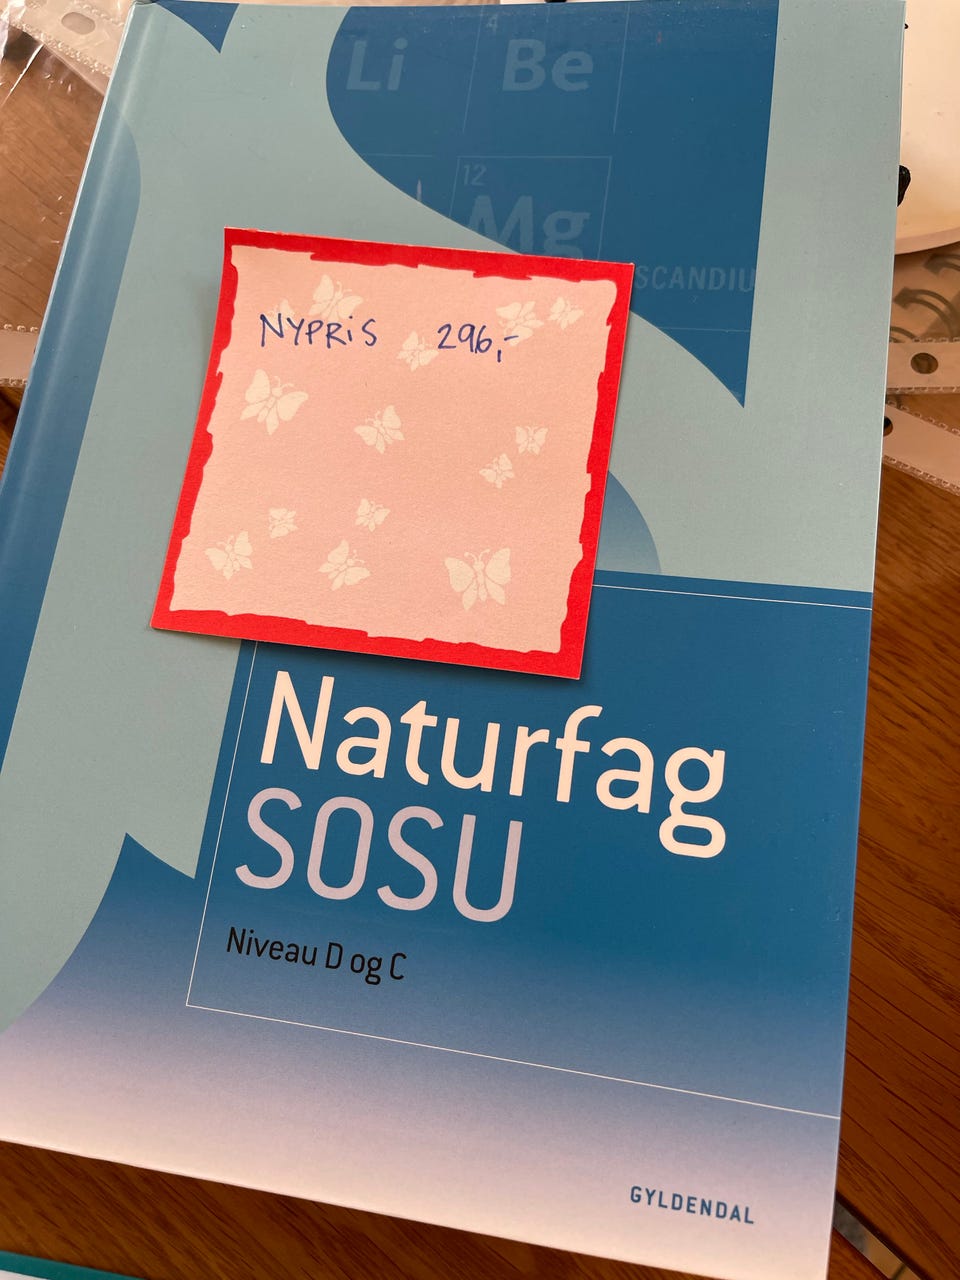 4
Li Be
12
Mg
SCANDIU
NYPRiS 296,-
Naturfag
SOSU
Niveau D og C
GYLDENDAL